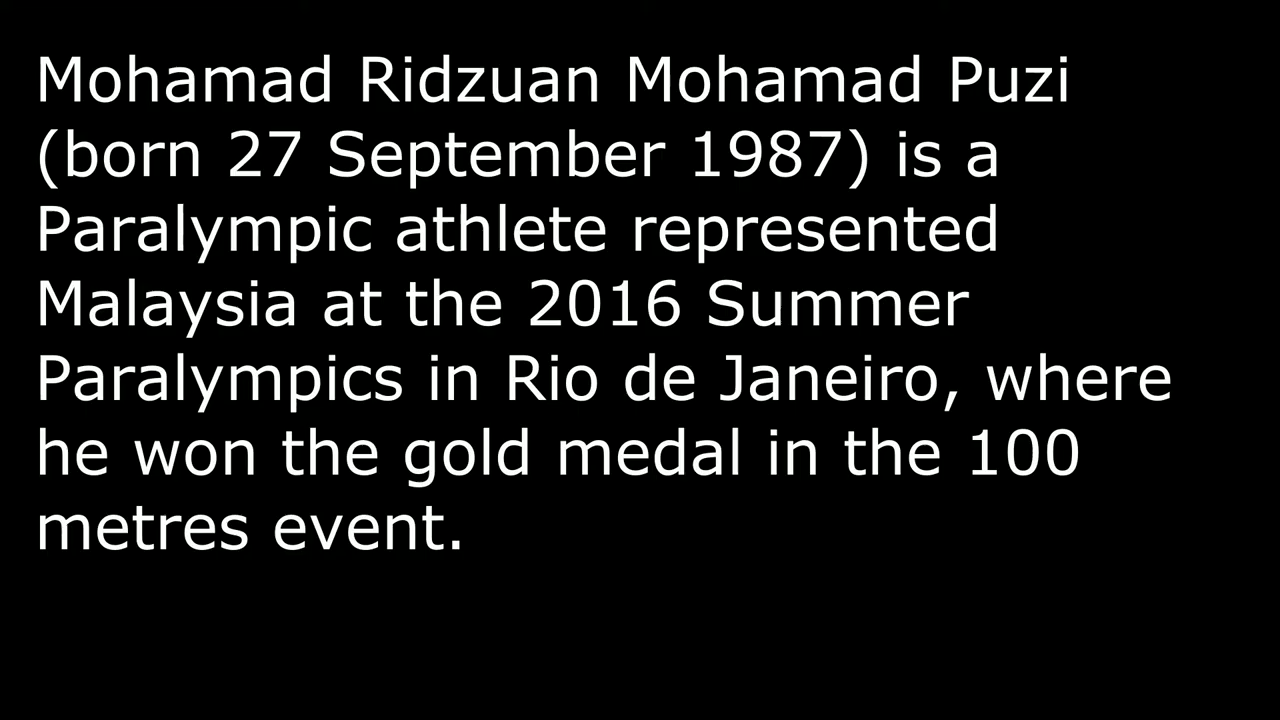 Mohamad Ridzuan Mohamad Puzi
(born 27 September 1987) is a
Paralympic athlete represented
Malaysia at the 2016 Summer
Paralympics in Rio de Janeiro, where
he won the gold medal in the 100
metres event.